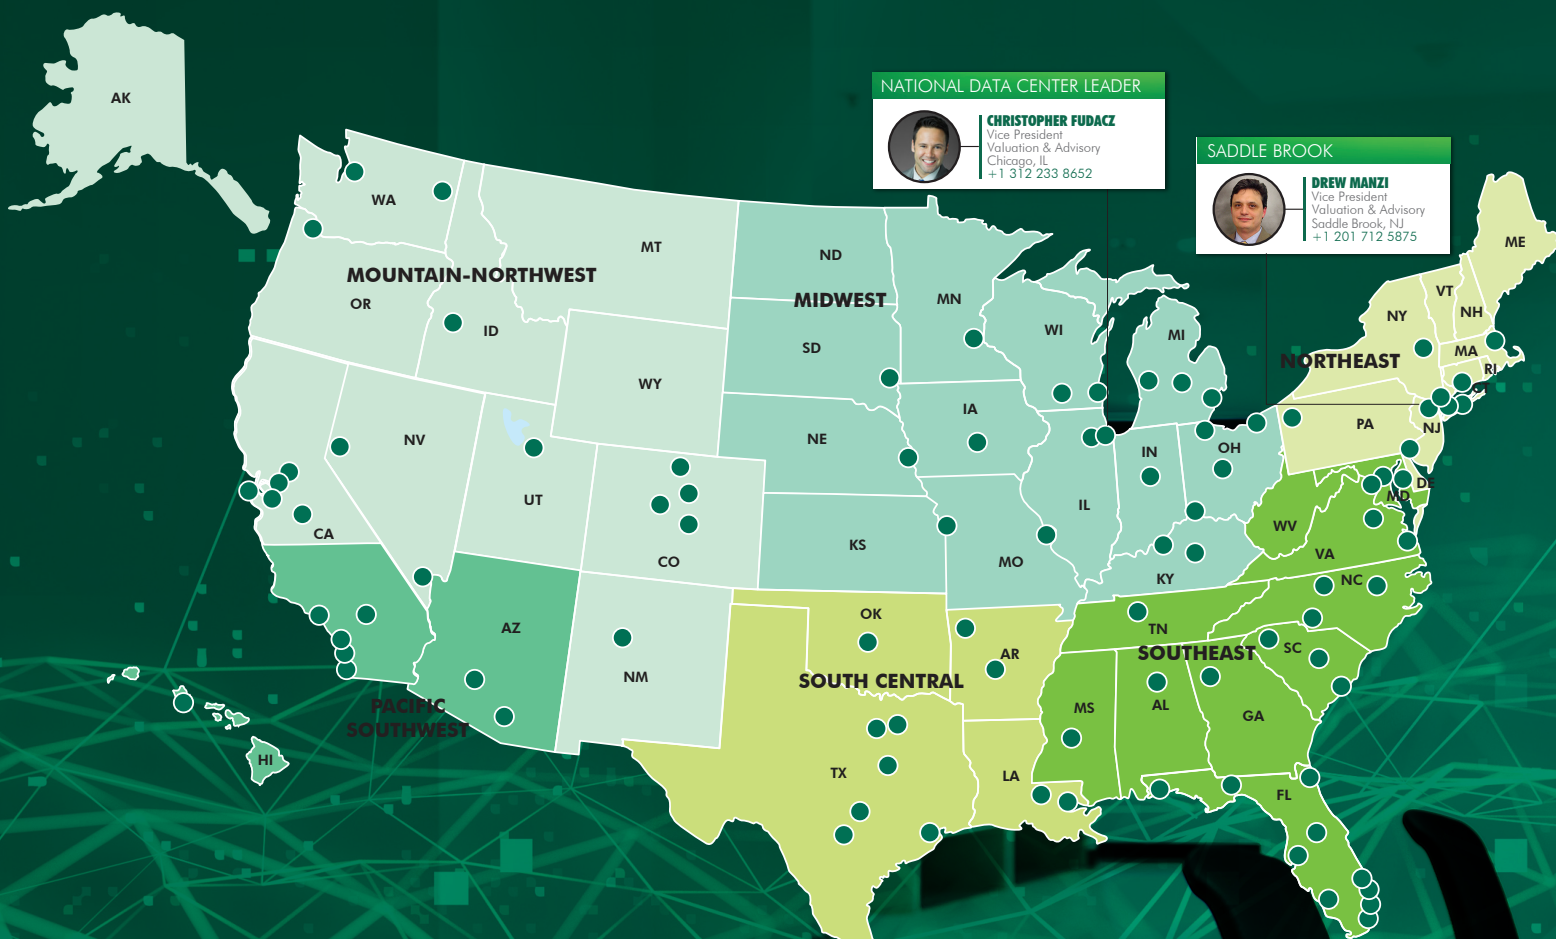 AK
NATIONAL DATA CENTER LEADER
CHRISTOPHER FUDACZ
Vice President
Valuation & Advisory
Chicago, IL
+1 312 233 8652
SADDLE BROOK
DREW MANZI
Vice President
Valuation & Advisory
Saddle Brook, NJ
+1 201 712 5875
WA
MT
ND
ME
MOUNTAIN-NORTHWEST
OR
ID
MIDWEST
MN
WI
MI
SD
VT
NH
NY
MA
NORTHEAST
RI
CT
WY
IA
NE
NV
UT
IN
OH
PA
NJ
DE
MD
IL
CA
CO
KS
MO
KY
WV
VA
NC
AZ
OK
TN
AR
SC
SOUTHEAST
NM
SOUTH CENTRAL
PACIFIC
SOUTHWEST
MS
AL
GA
HI
TX
LA
FL